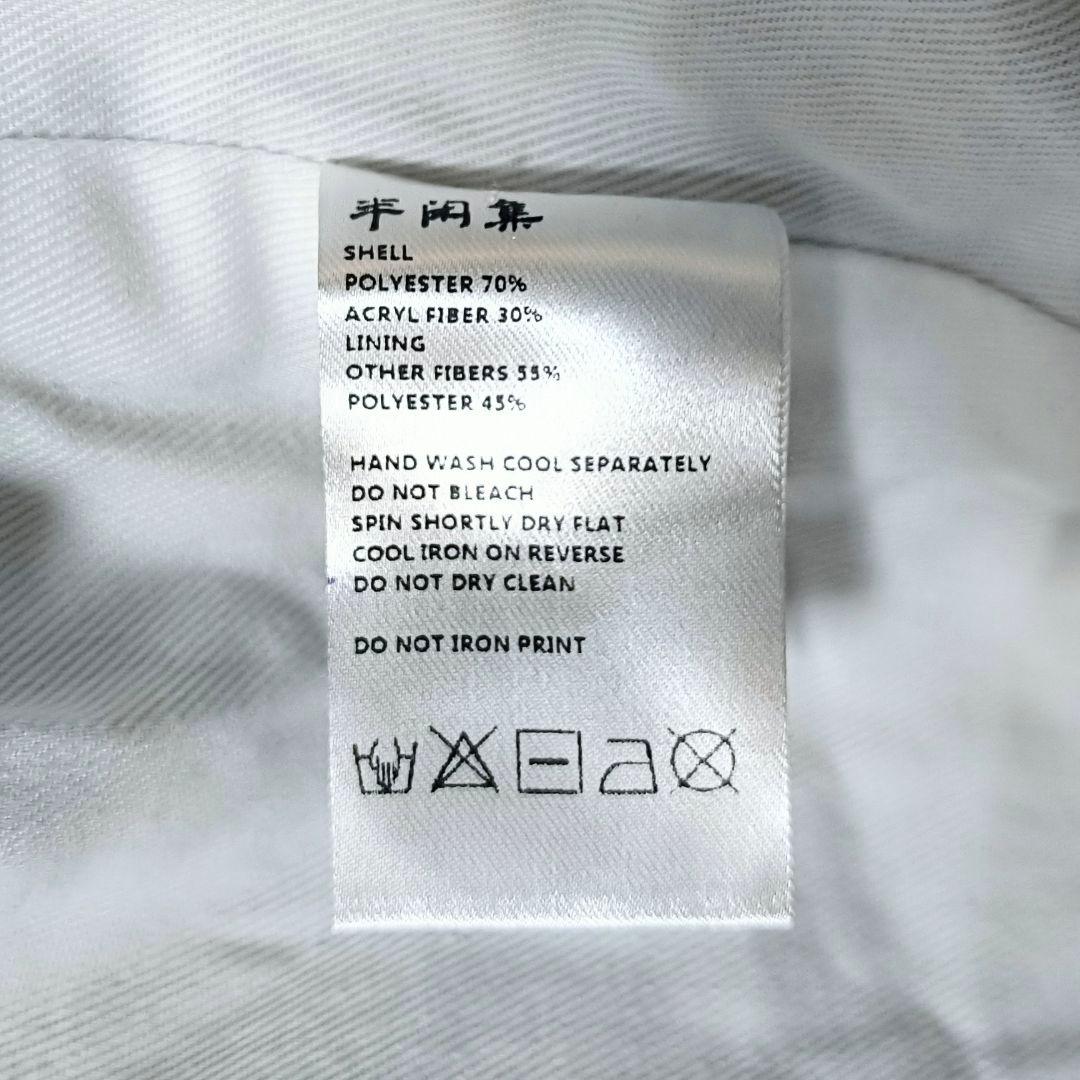 半闲集
SHELL
POLYESTER 70%
ACRYL FIBER 30%
LINING
OTHER FIBERS 55%
POLYESTER 45%
HAND WASH COOL SEPARATELY
DO NOT BLEACH
SPIN SHORTLY DRY FLAT
COOL IRON ON REVERSE
DO NOT DRY CLEAN
DO NOT IRON PRINT